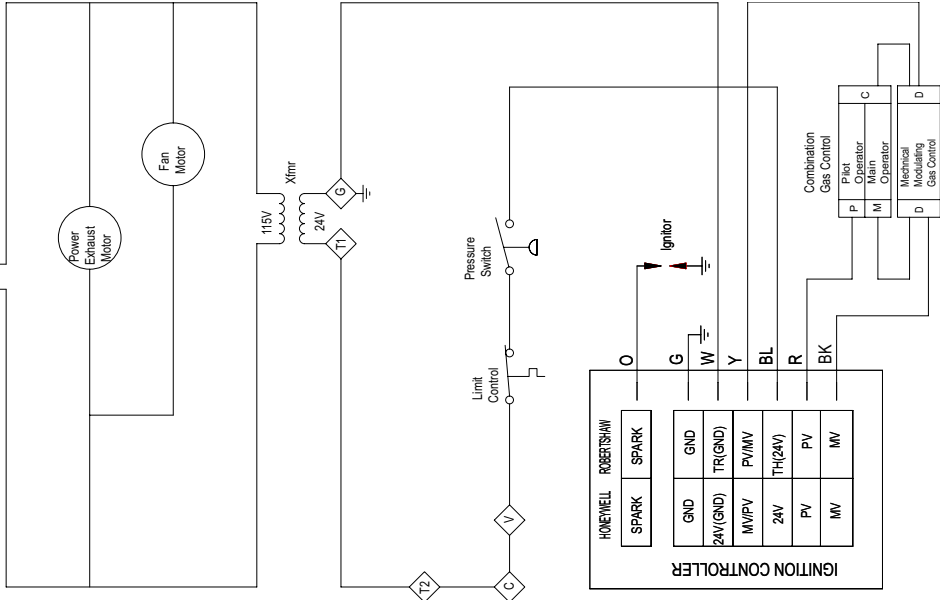 Power
Exhaust
Motor
Fan
Motor
Xfmr
115V
24V
G
T1
T2
C
V
Pressure
Switch
Limit
Control
Ignitor
Combination
Gas Control
P
Pilot
Operator
C
M
Main
Operator
D
Mechnical
Modulating
Gas Control
D
O
G
W
Y
BL
R
BK
HONEYWELL ROBERTSHAW
SPARK SPARK
GND GND
24V(GND) TR(GND)
MV/PV PV/MV
24V TH(24V)
PV PV
MV MV
IGNITION CONTROLLER